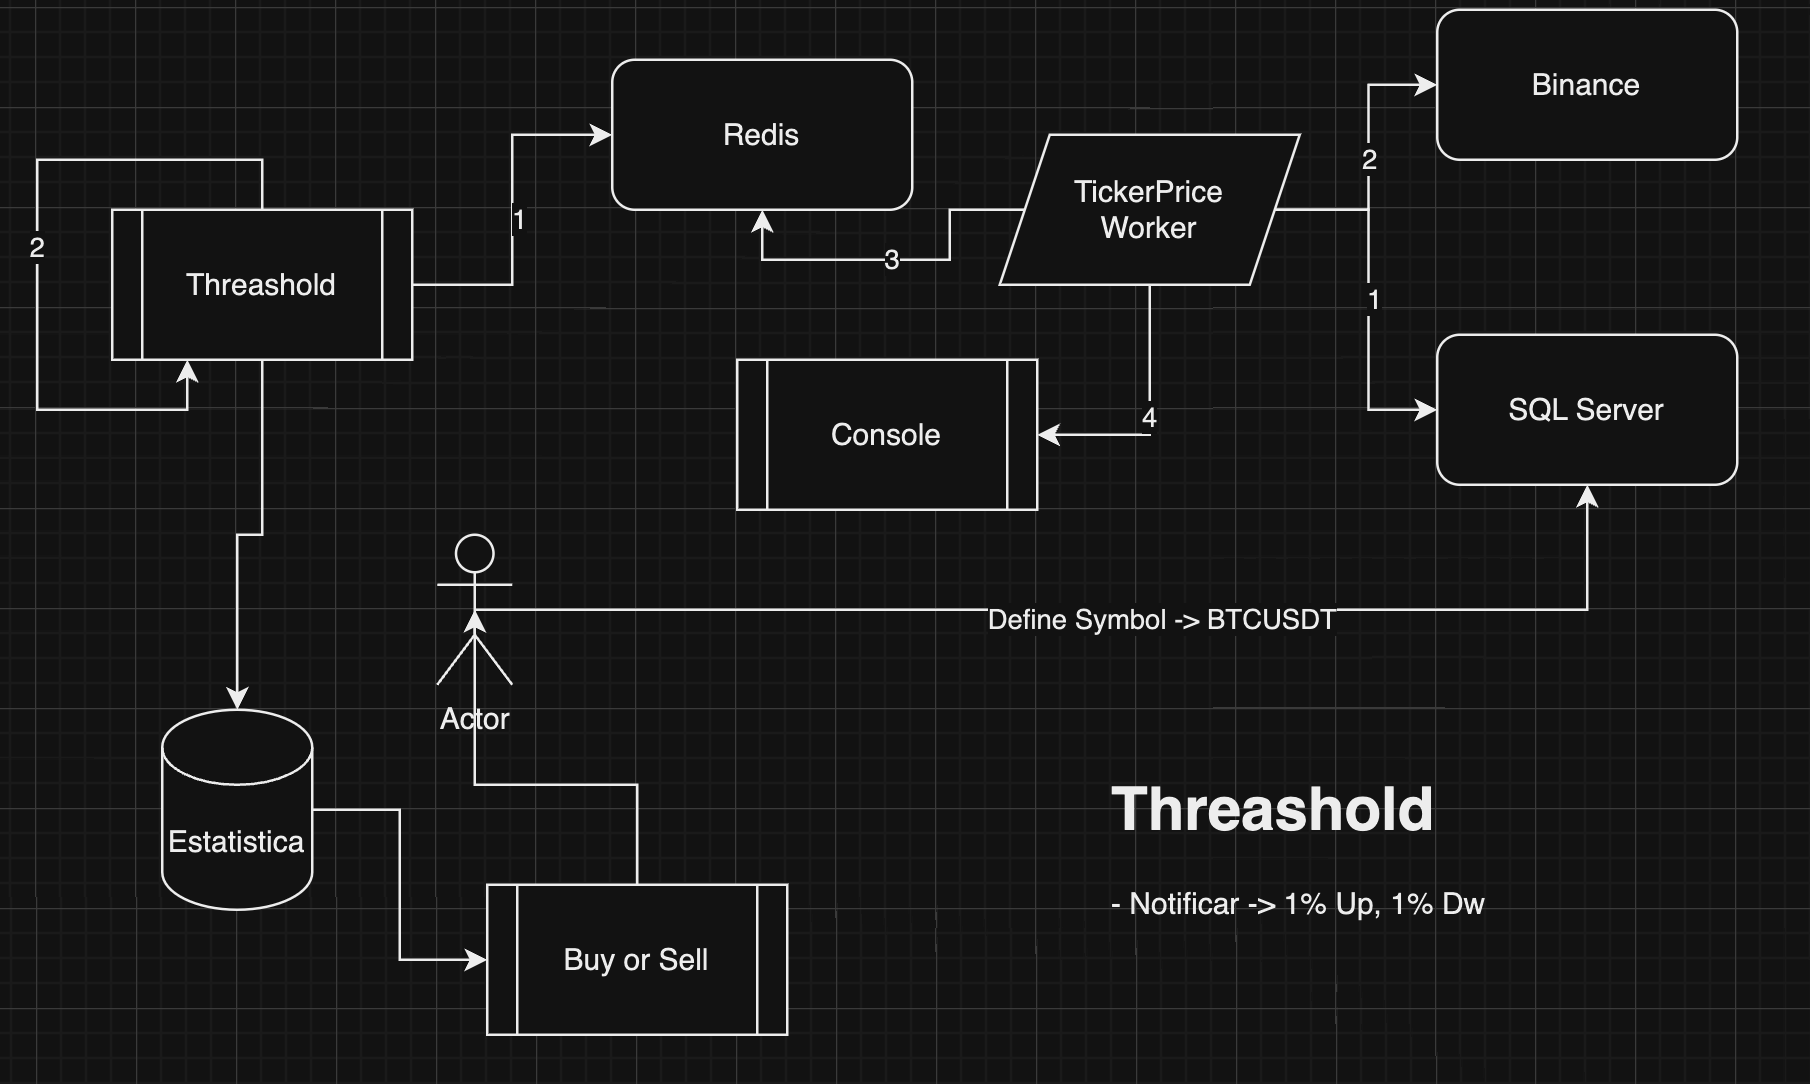 Binance
Redis
2
TickerPrice
Worker
1
2
3
Threashold
1
4
Console
SQL Server
Define Symbol -> BTCUSDT
Actor
Threashold
Estatistica
- Notificar -> 1% Up, 1% Dw
Buy or Sell